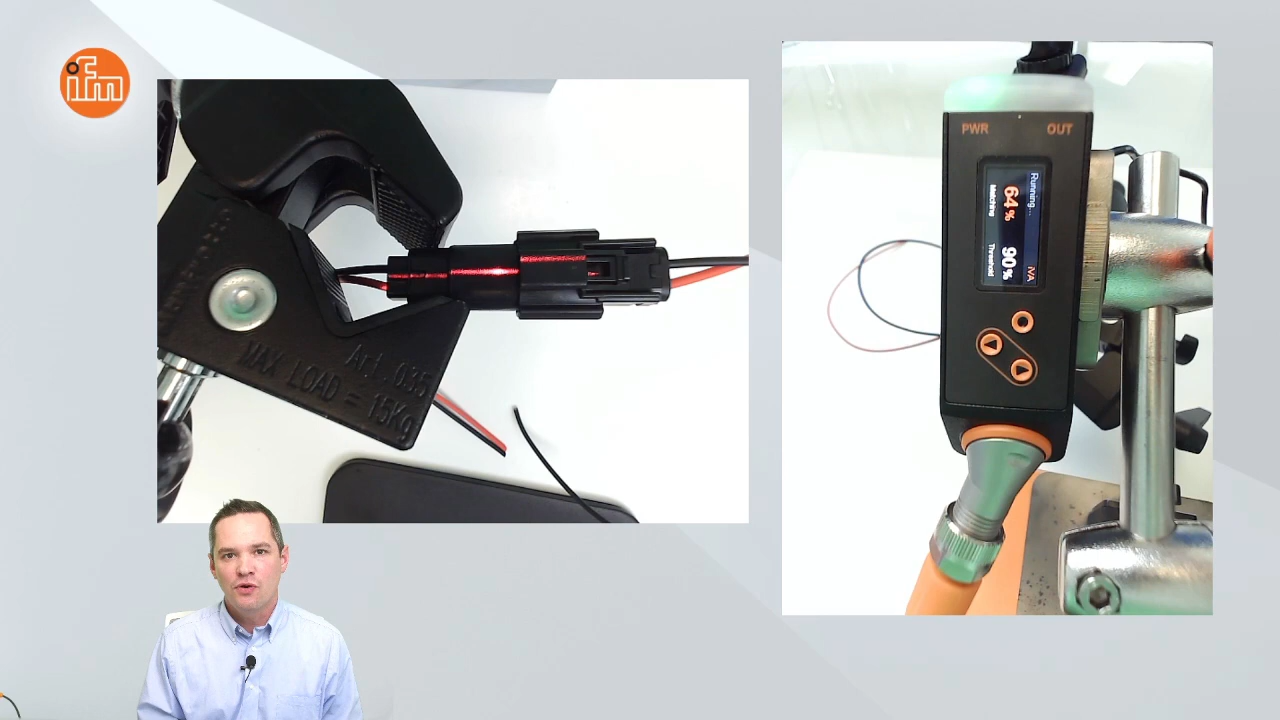 ifm
Art. 035
MAX LOAD = 15Kg
PWR OUT
Running...
64% 90%
Matching Threshold